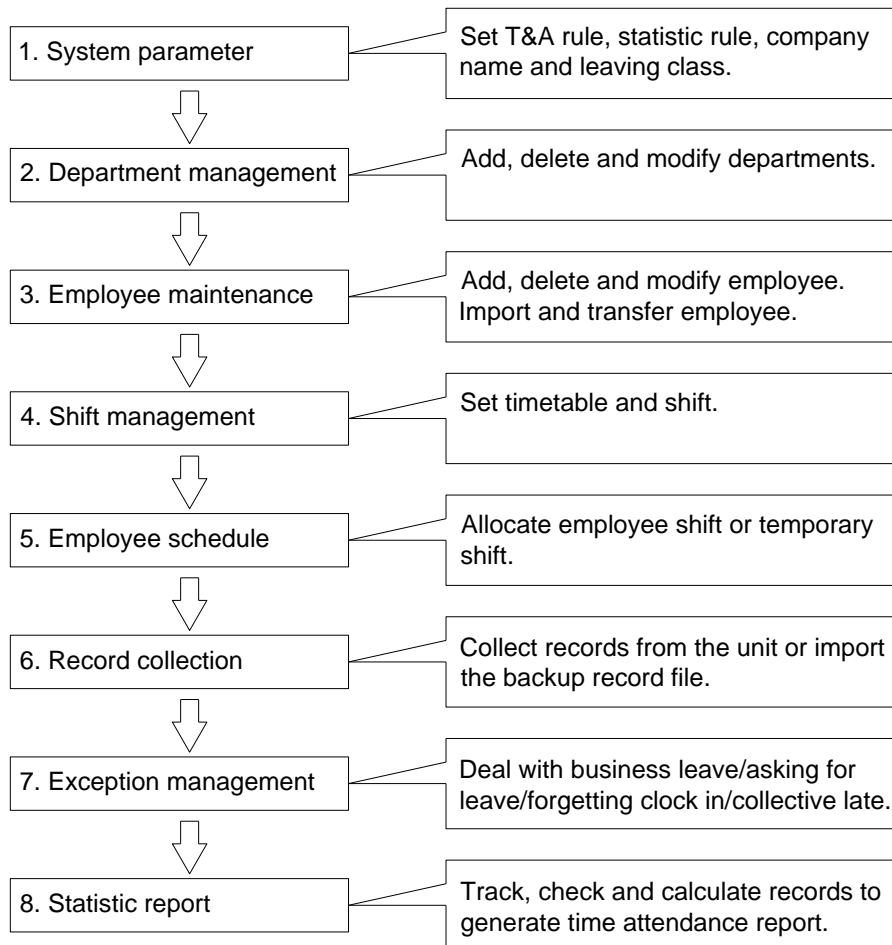 1. System parameter
Set T&A rule, statistic rule, company
name and leaving class.
2. Department management
Add, delete and modify departments.
3. Employee maintenance
Add, delete and modify employee.
Import and transfer employee.
4. Shift management
Set timetable and shift.
5. Employee schedule
Allocate employee shift or temporary
shift.
6. Record collection
Collect records from the unit or import
the backup record file.
7. Exception management
Deal with business leave/asking for
leave/forgetting clock in/collective late.
8. Statistic report
Track, check and calculate records to
generate time attendance report.